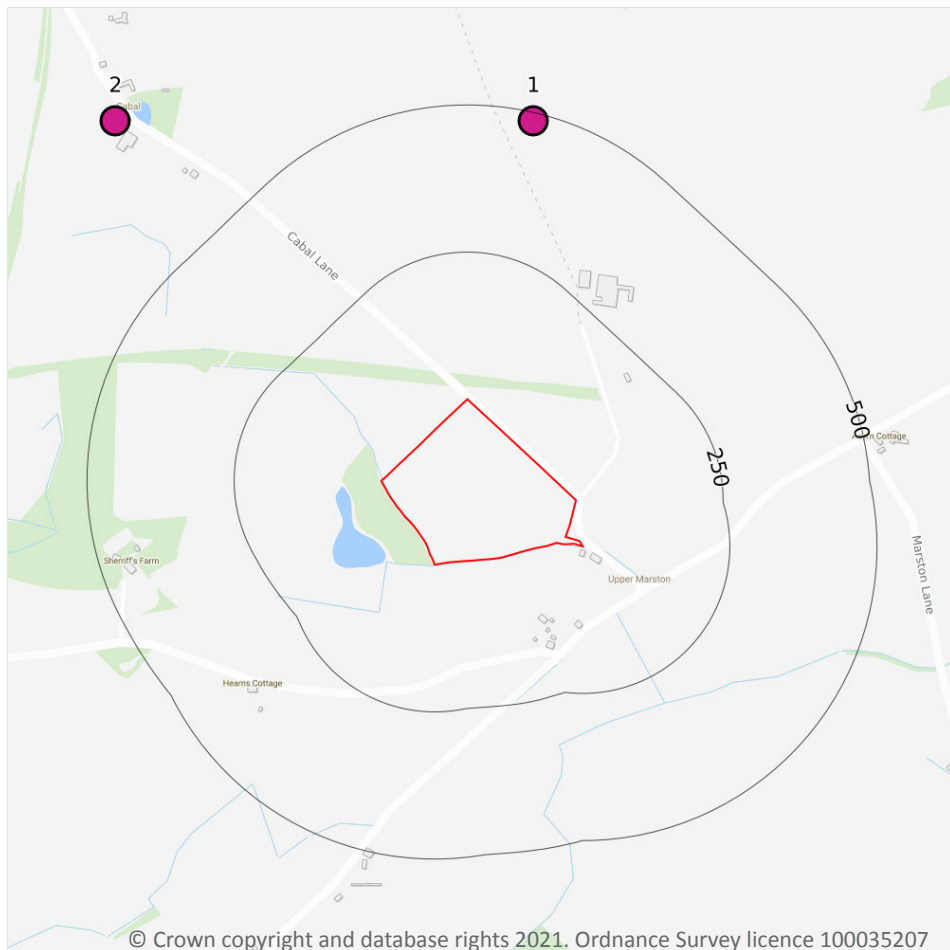 2
1
Cabal
Cabal Lane
500
250
Sherriff's Farm
Upper Marston
Marston Lane
Hearns Cottage
© Crown copyright and database rights 2021. Ordnance Survey licence 100035207